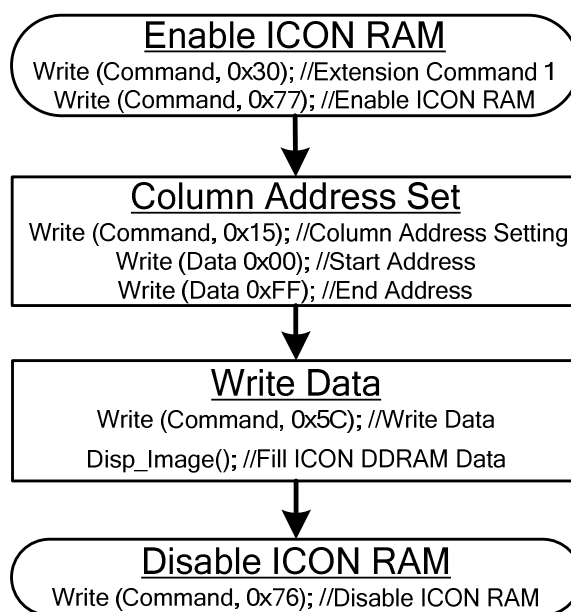 Enable ICON RAM
Write (Command, 0x30); //Extension Command 1
Write (Command, 0x77); //Enable ICON RAM
Column Address Set
Write (Command, 0x15); //Column Address Setting
Write (Data 0x00); //Start Address
Write (Data 0xFF); //End Address
Write Data
Write (Command, 0x5C); //Write Data
Disp_Image(); //Fill ICON DDRAM Data
Disable ICON RAM
Write (Command, 0x76); //Disable ICON RAM